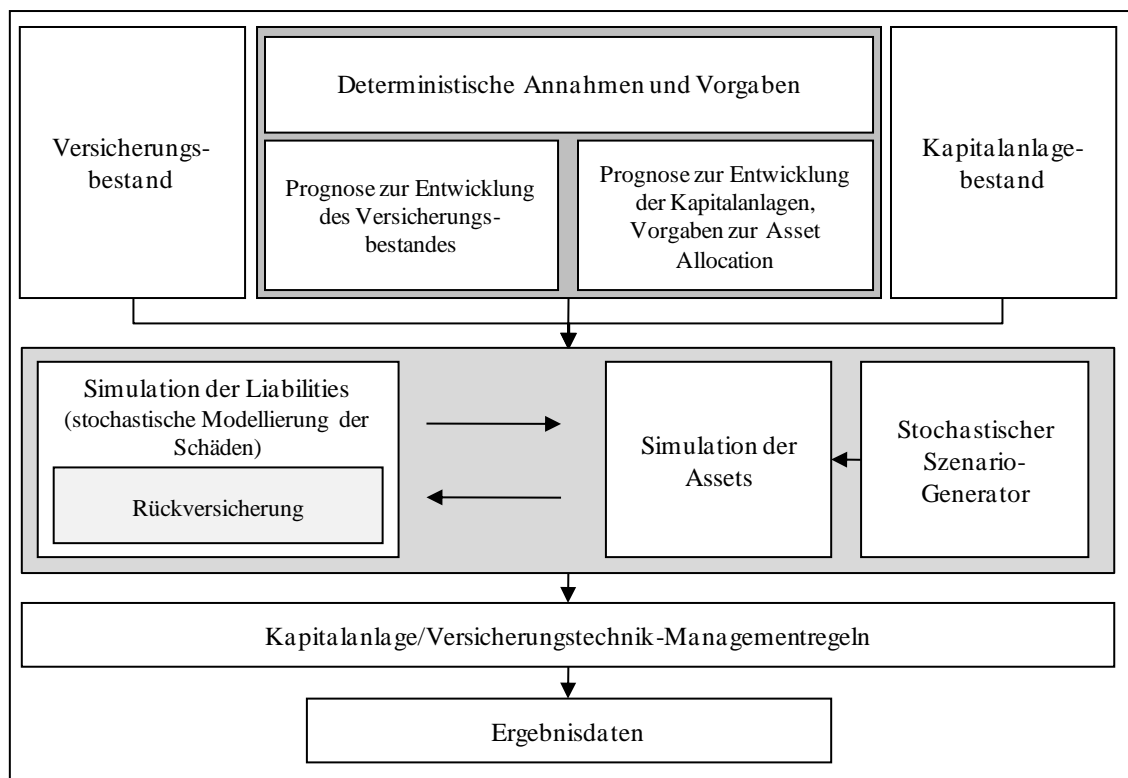 Deterministische Annahmen und Vorgaben
Versicherungs-
bestand
Prognose zur Entwicklung
des Versicherungs-
bestandes
Prognose zur Entwicklung
der Kapitalanlagen,
Vorgaben zur Asset
Allocation
Kapitalanlage-
bestand
Simulation der Liabilities
(stochastische Modellierung der
Schäden)
Rückversicherung
Simulation der
Assets
Stochastischer
Szenario-
Generator
Kapitalanlage/Versicherungstechnik-Managementregeln
Ergebnisdaten